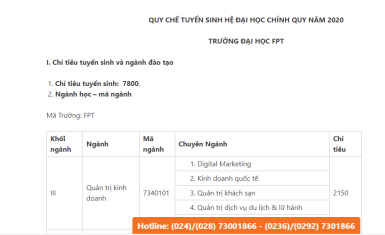 QUY CHẾ TUYỂN SINH HỆ ĐẠI HỌC CHÍNH QUY NĂM 2020
TRƯỜNG ĐẠI HỌC FPT
I. Chỉ tiêu tuyển sinh và ngành đào tạo
1. Chỉ tiêu tuyển sinh: 7800.
2. Ngành học – mã ngành
Mã Trường: FPT
Khối ngành
Ngành
Mã ngành
Chuyên Ngành
Chỉ tiêu
III
Quản trị kinh doanh
7340101
1. Digital Marketing
2. Kinh doanh quốc tế
3. Quản trị khách sạn
4. Quản trị dịch vụ du lịch & lữ hành
2150
Hotline: (024)/(028) 73001866 - (0236)/(0292) 7301866